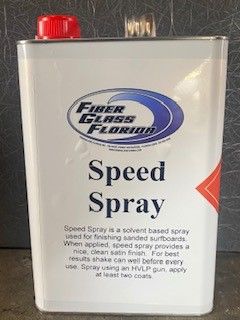 FIBER
GLASS
FLORIDA
Speed
Spray
Speed Spray is a solvent based spray
used for finishing sanded surfboards.
When applied, speed spray provides a
nice, clean satin finish. For best
results shake can well before every
use. Spray using an HVLP gun, apply
at least two coats.